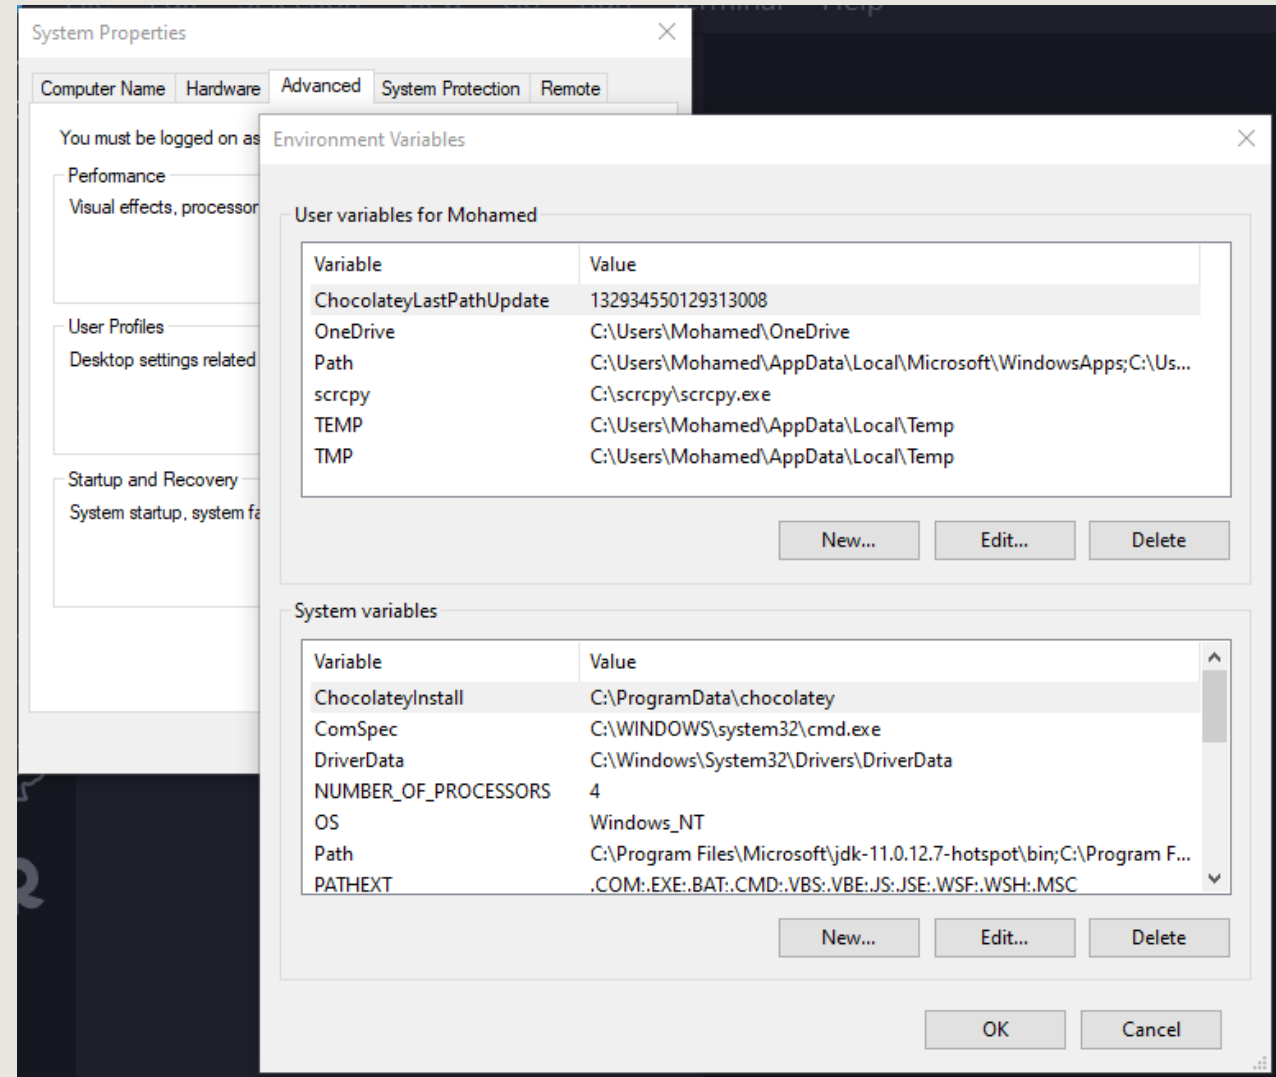 Help
System Properties
Computer Name Hardware Advanced System Protection Remote
You must be logged on as
Performance
Visual effects, processor
User Profiles
Desktop settings related
Startup and Recovery
System startup, system fa
Environment Variables
User variables for Mohamed
Variable Value
ChocolateyLastPathUpdate 132934550129313008
OneDrive C:\Users\Mohamed\OneDrive
Path C:\Users\Mohamed\AppData\Local\Microsoft\WindowsApps;C:\Us...
scrcpy C:\scrcpy\scrcpy.exe
TEMP C:\Users\Mohamed\AppData\Local\Temp
TMP C:\Users\Mohamed\AppData\Local\Temp
New... Edit... Delete
System variables
Variable Value
ChocolateyInstall C:\ProgramData\chocolatey
ComSpec C:\WINDOWS\system32\cmd.exe
DriverData C:\Windows\System32\Drivers\DriverData
NUMBER_OF_PROCESSORS 4
OS Windows_NT
Path C:\Program Files\Microsoft\jdk-11.0.12.7-hotspot\bin;C:\Program F...
PATHEXT .COM;.EXE;.BAT;.CMD;.VBS;.VBE;.JS;.JSE;.WSF;.WSH;.MSC
New... Edit... Delete
OK Cancel